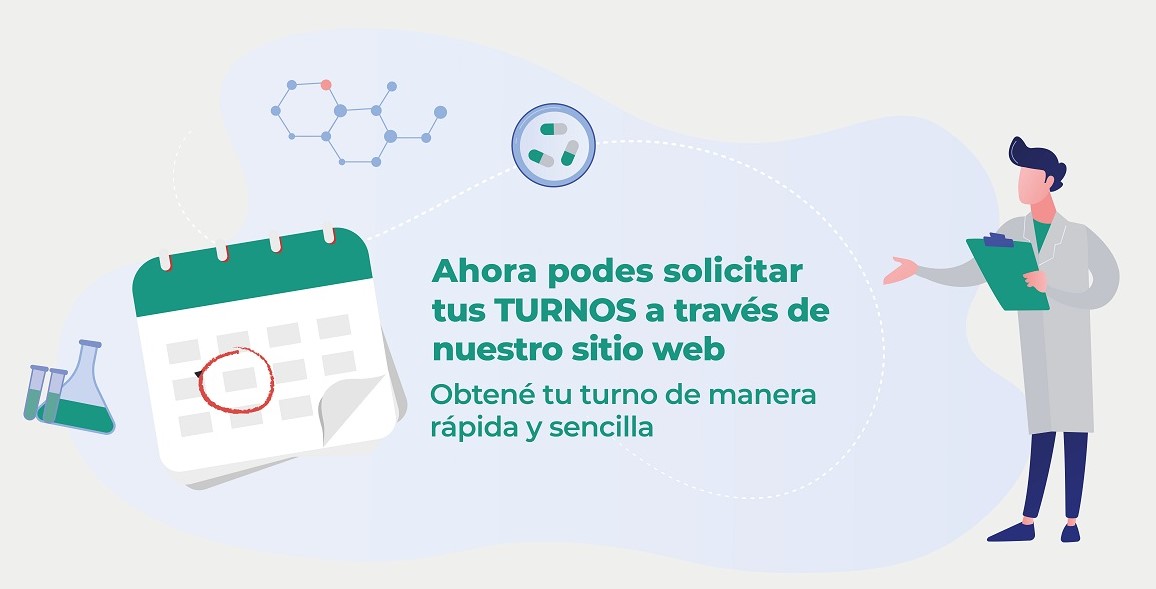 Ahora podes solicitar
tus TURNOS a través de
nuestro sitio web
Obtené tu turno de manera
rápida y sencilla